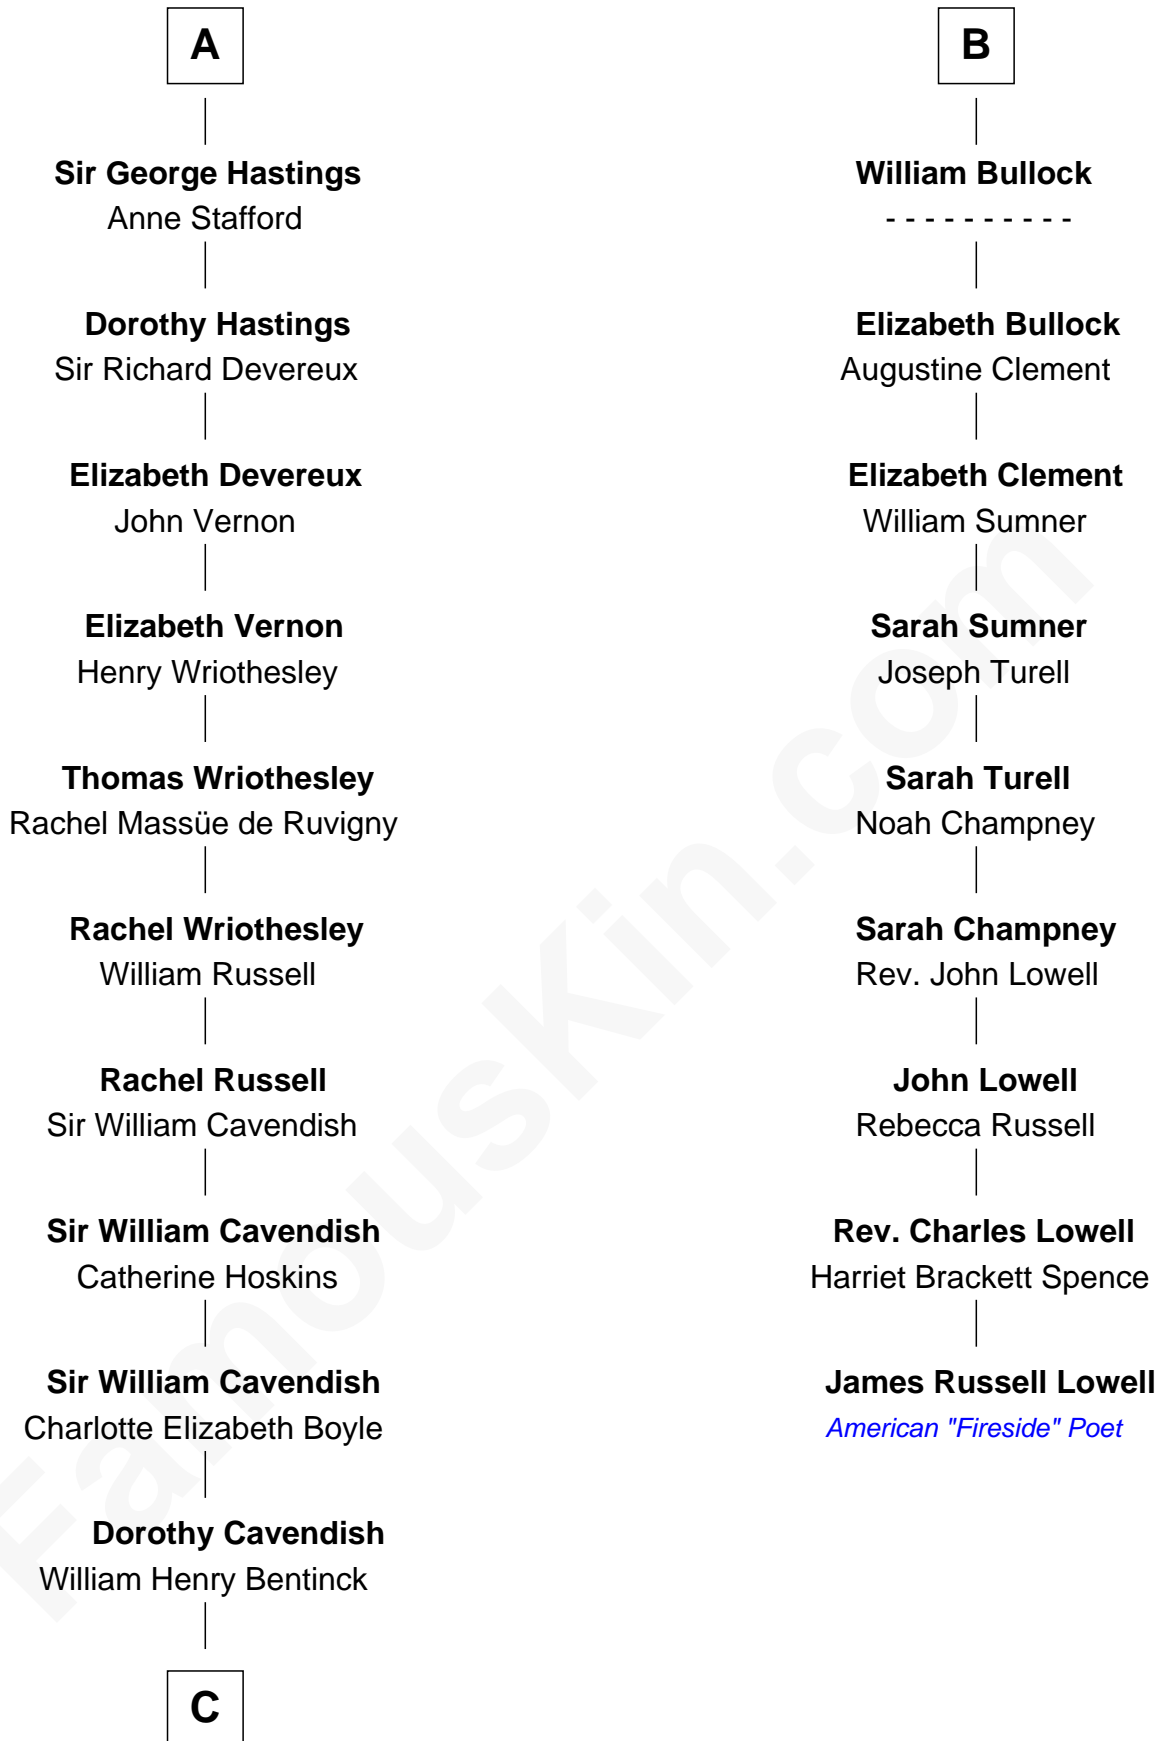 A
Sir George Hastings
Anne Stafford
Dorothy Hastings
Sir Richard Devereux
Elizabeth Devereux
John Vernon
Elizabeth Vernon
Henry Wriothesley
Thomas Wriothesley
Rachel Massüe de Ruvigny
Rachel Wriothesley
William Russell
Rachel Russell
Sir William Cavendish
Sir William Cavendish
Catherine Hoskins
Sir William Cavendish
Charlotte Elizabeth Boyle
Dorothy Cavendish
William Henry Bentinck
C
B
William Bullock
- - - - - - - - - -
Elizabeth Bullock
Augustine Clement
Elizabeth Clement
William Sumner
Sarah Sumner
Joseph Turell
Sarah Turell
Noah Champney
Sarah Champney
Rev. John Lowell
John Lowell
Rebecca Russell
Rev. Charles Lowell
Harriet Brackett Spence
James Russell Lowell
American "Fireside" Poet
FamousKin.com